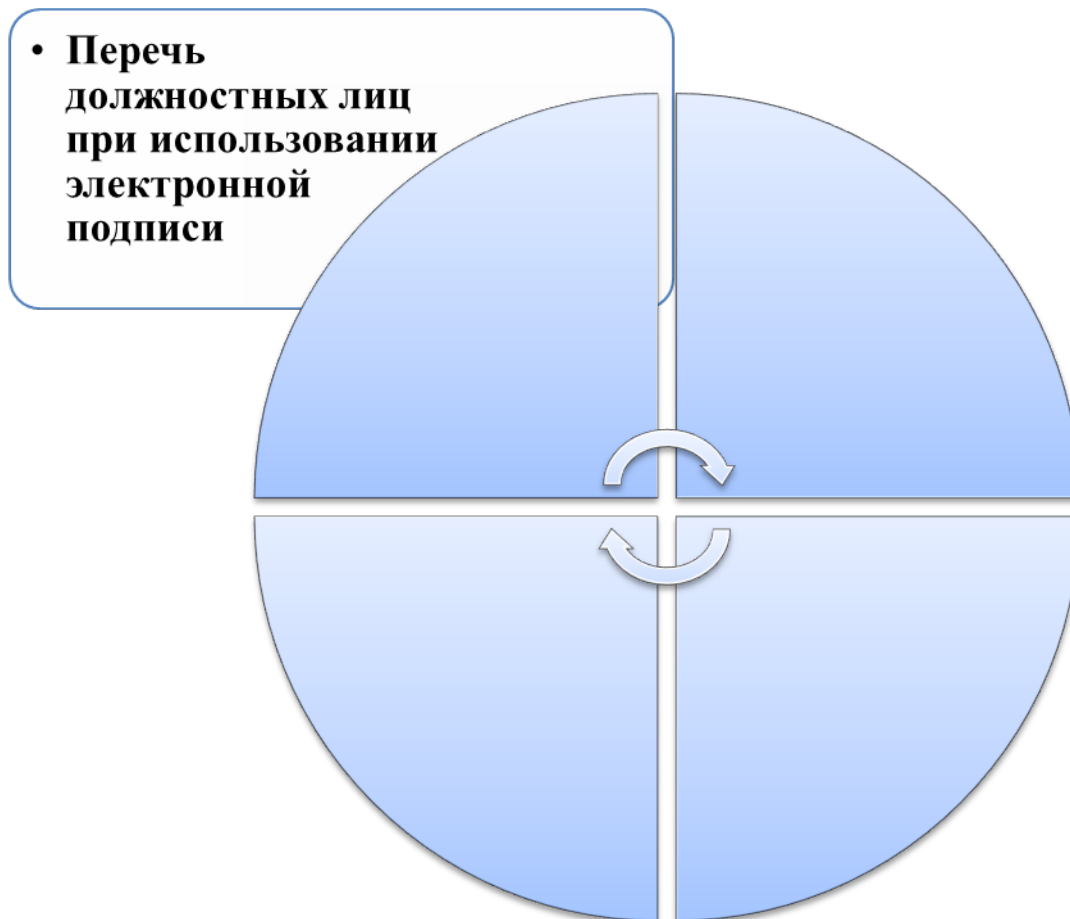 • Перечь
должностных лиц
при использовании
электронной
подписи